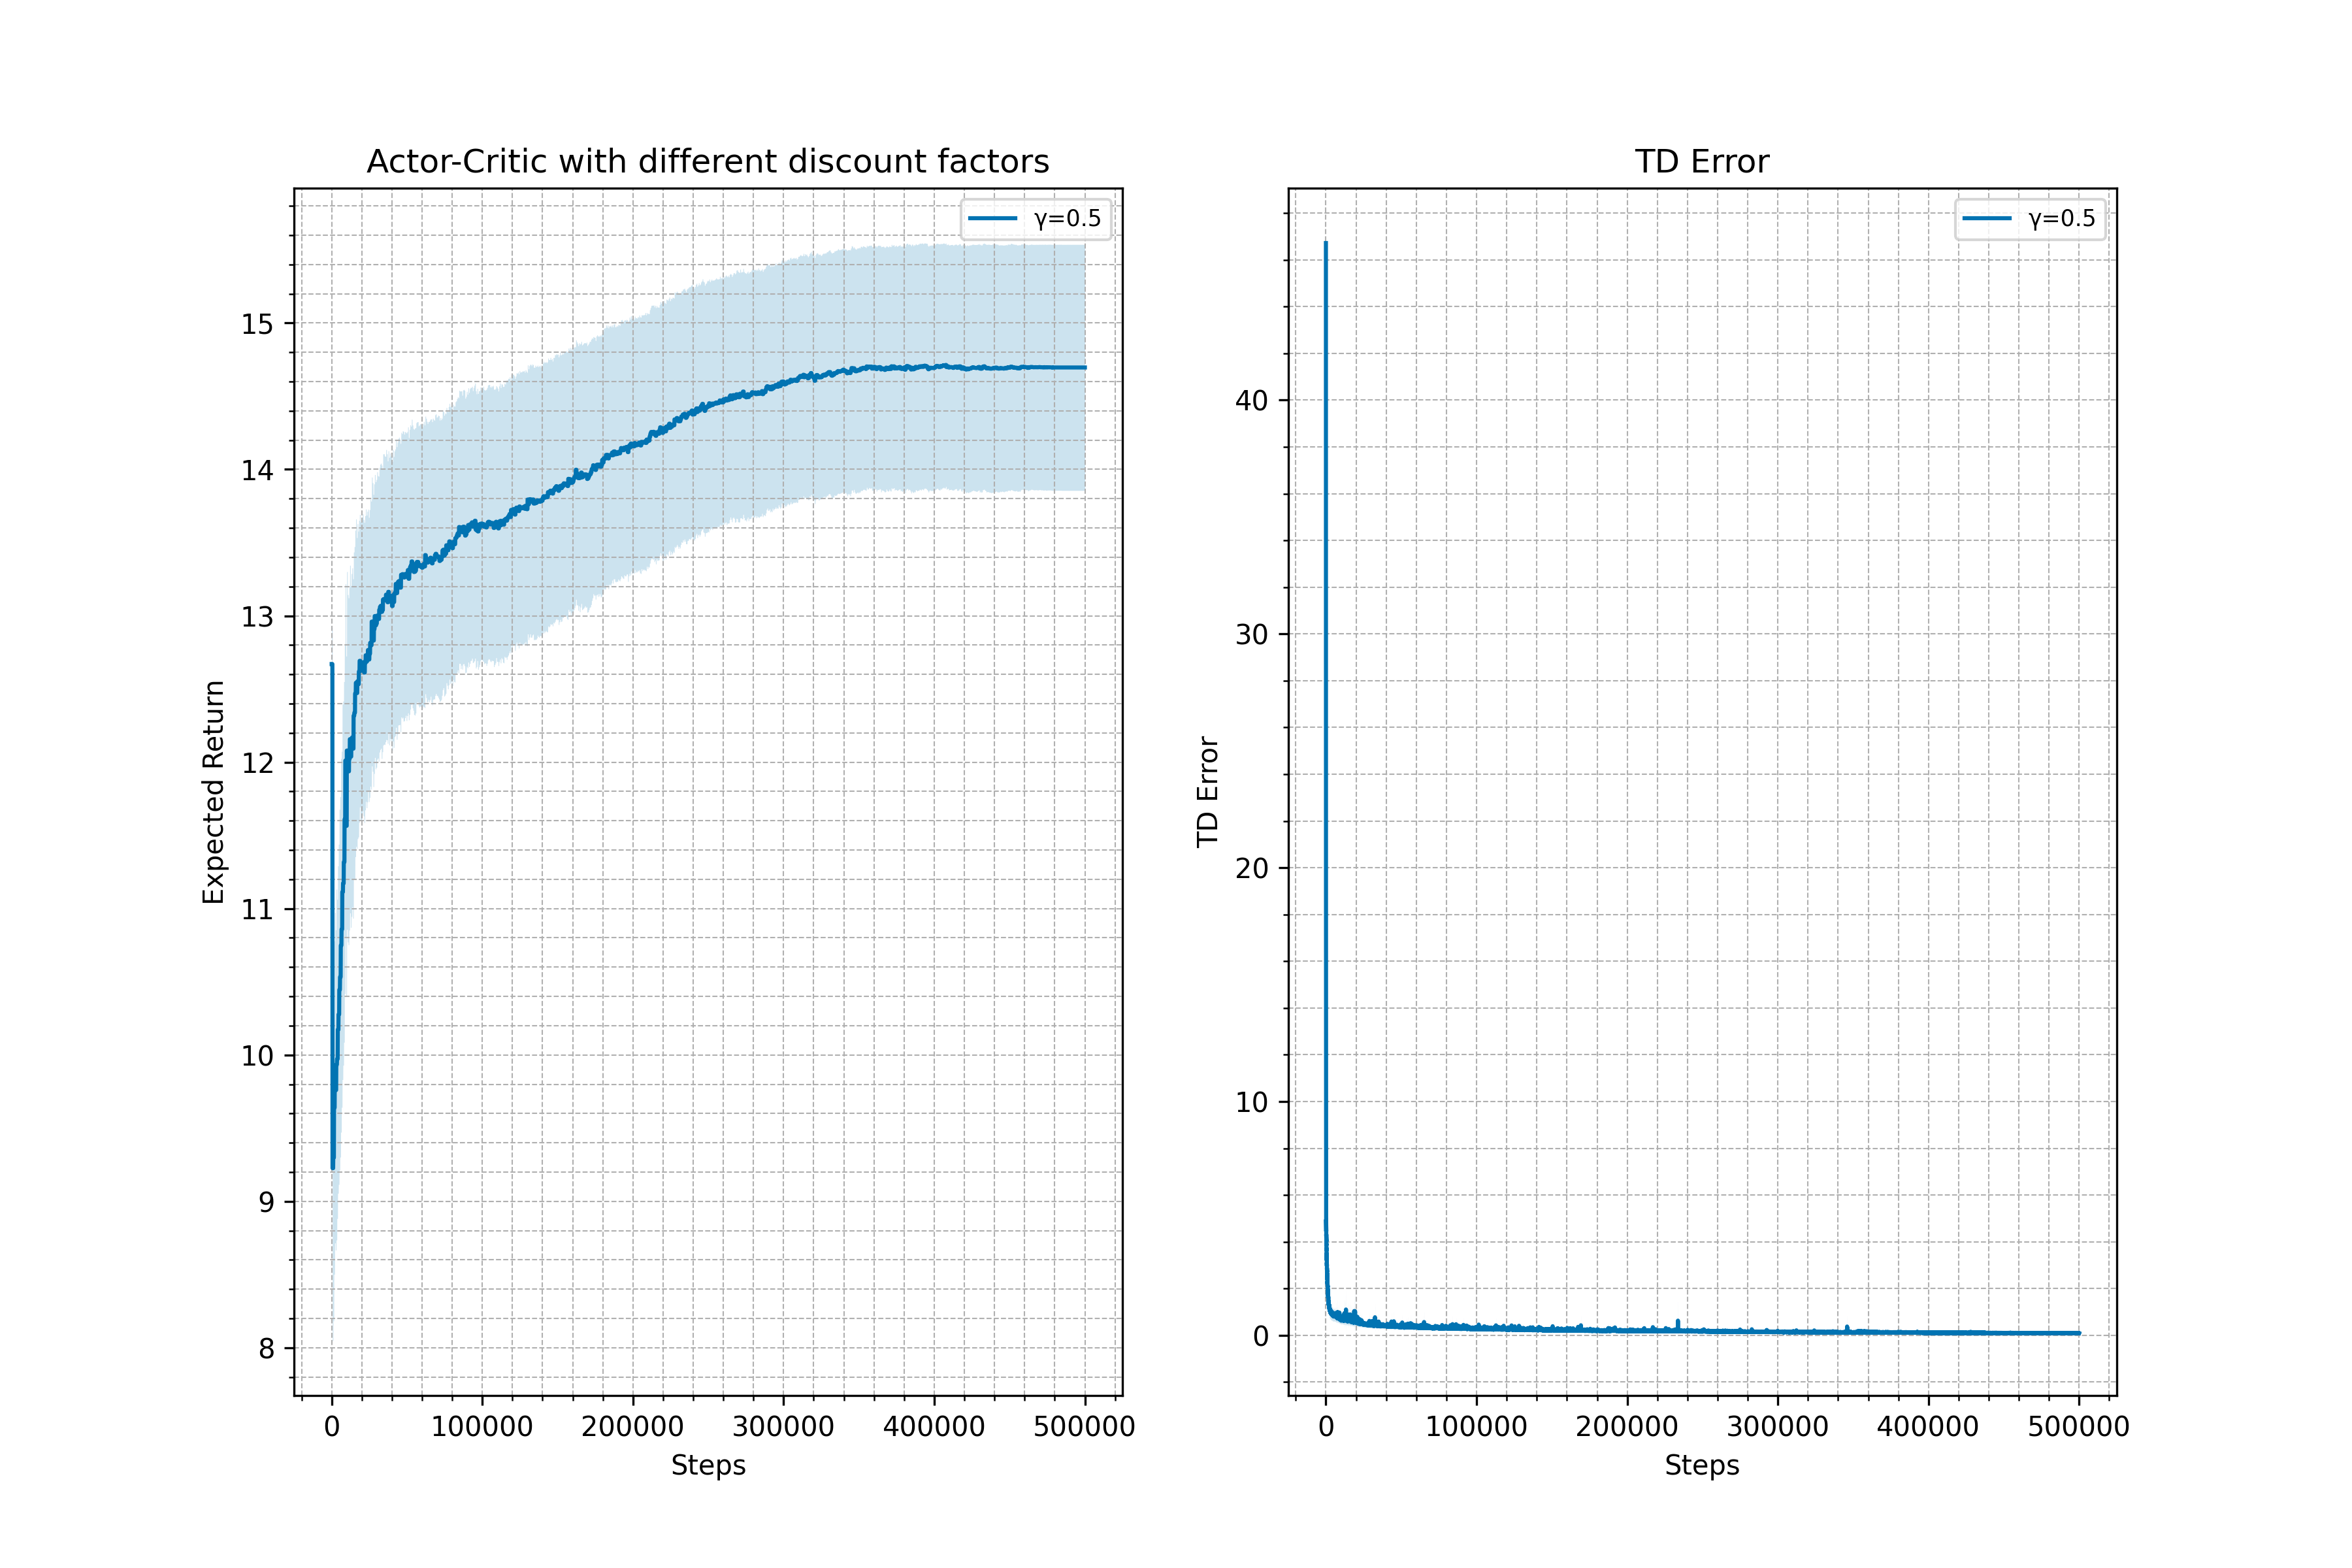 Actor-Critic with different discount factors
γ=0.5
Expected Return
15
14
13
12
11
10
9
8
0 100000 200000 300000 400000 500000
Steps
TD Error
γ=0.5
TD Error
40
30
20
10
0
0 100000 200000 300000 400000 500000
Steps